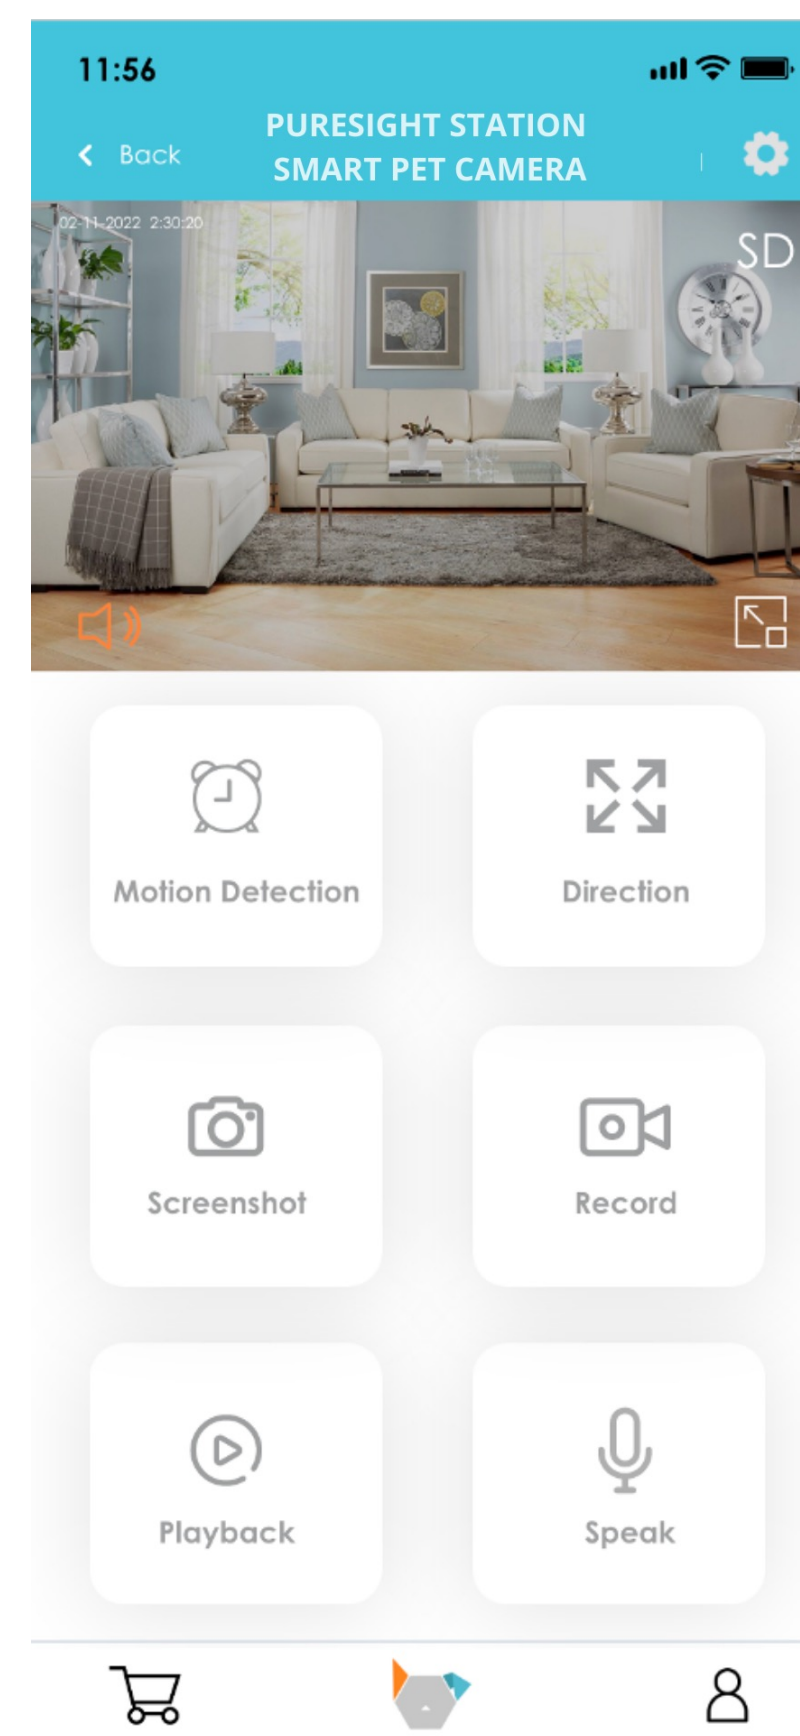 11:56
Back
PURESIGHT STATION
SMART PET CAMERA
02-11-2022 2:30:20
SD
Motion Detection
Direction
Screenshot
Record
Playback
Speak